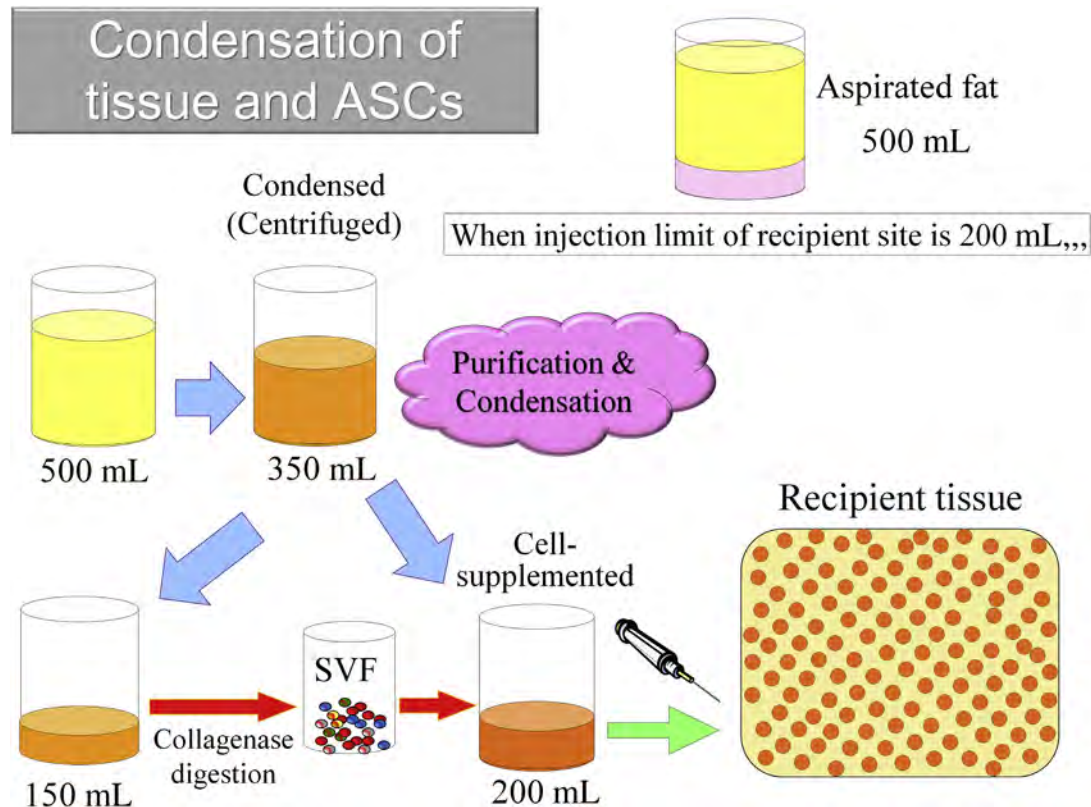 Condensation of
tissue and ASCs
Aspirated fat
500 mL
When injection limit of recipient site is 200 mL,,,
Condensed
(Centrifuged)
Purification &
Condensation
500 mL
350 mL
Recipient tissue
Cell-
supplemented
SVF
Collagenase
digestion
150 mL
200 mL